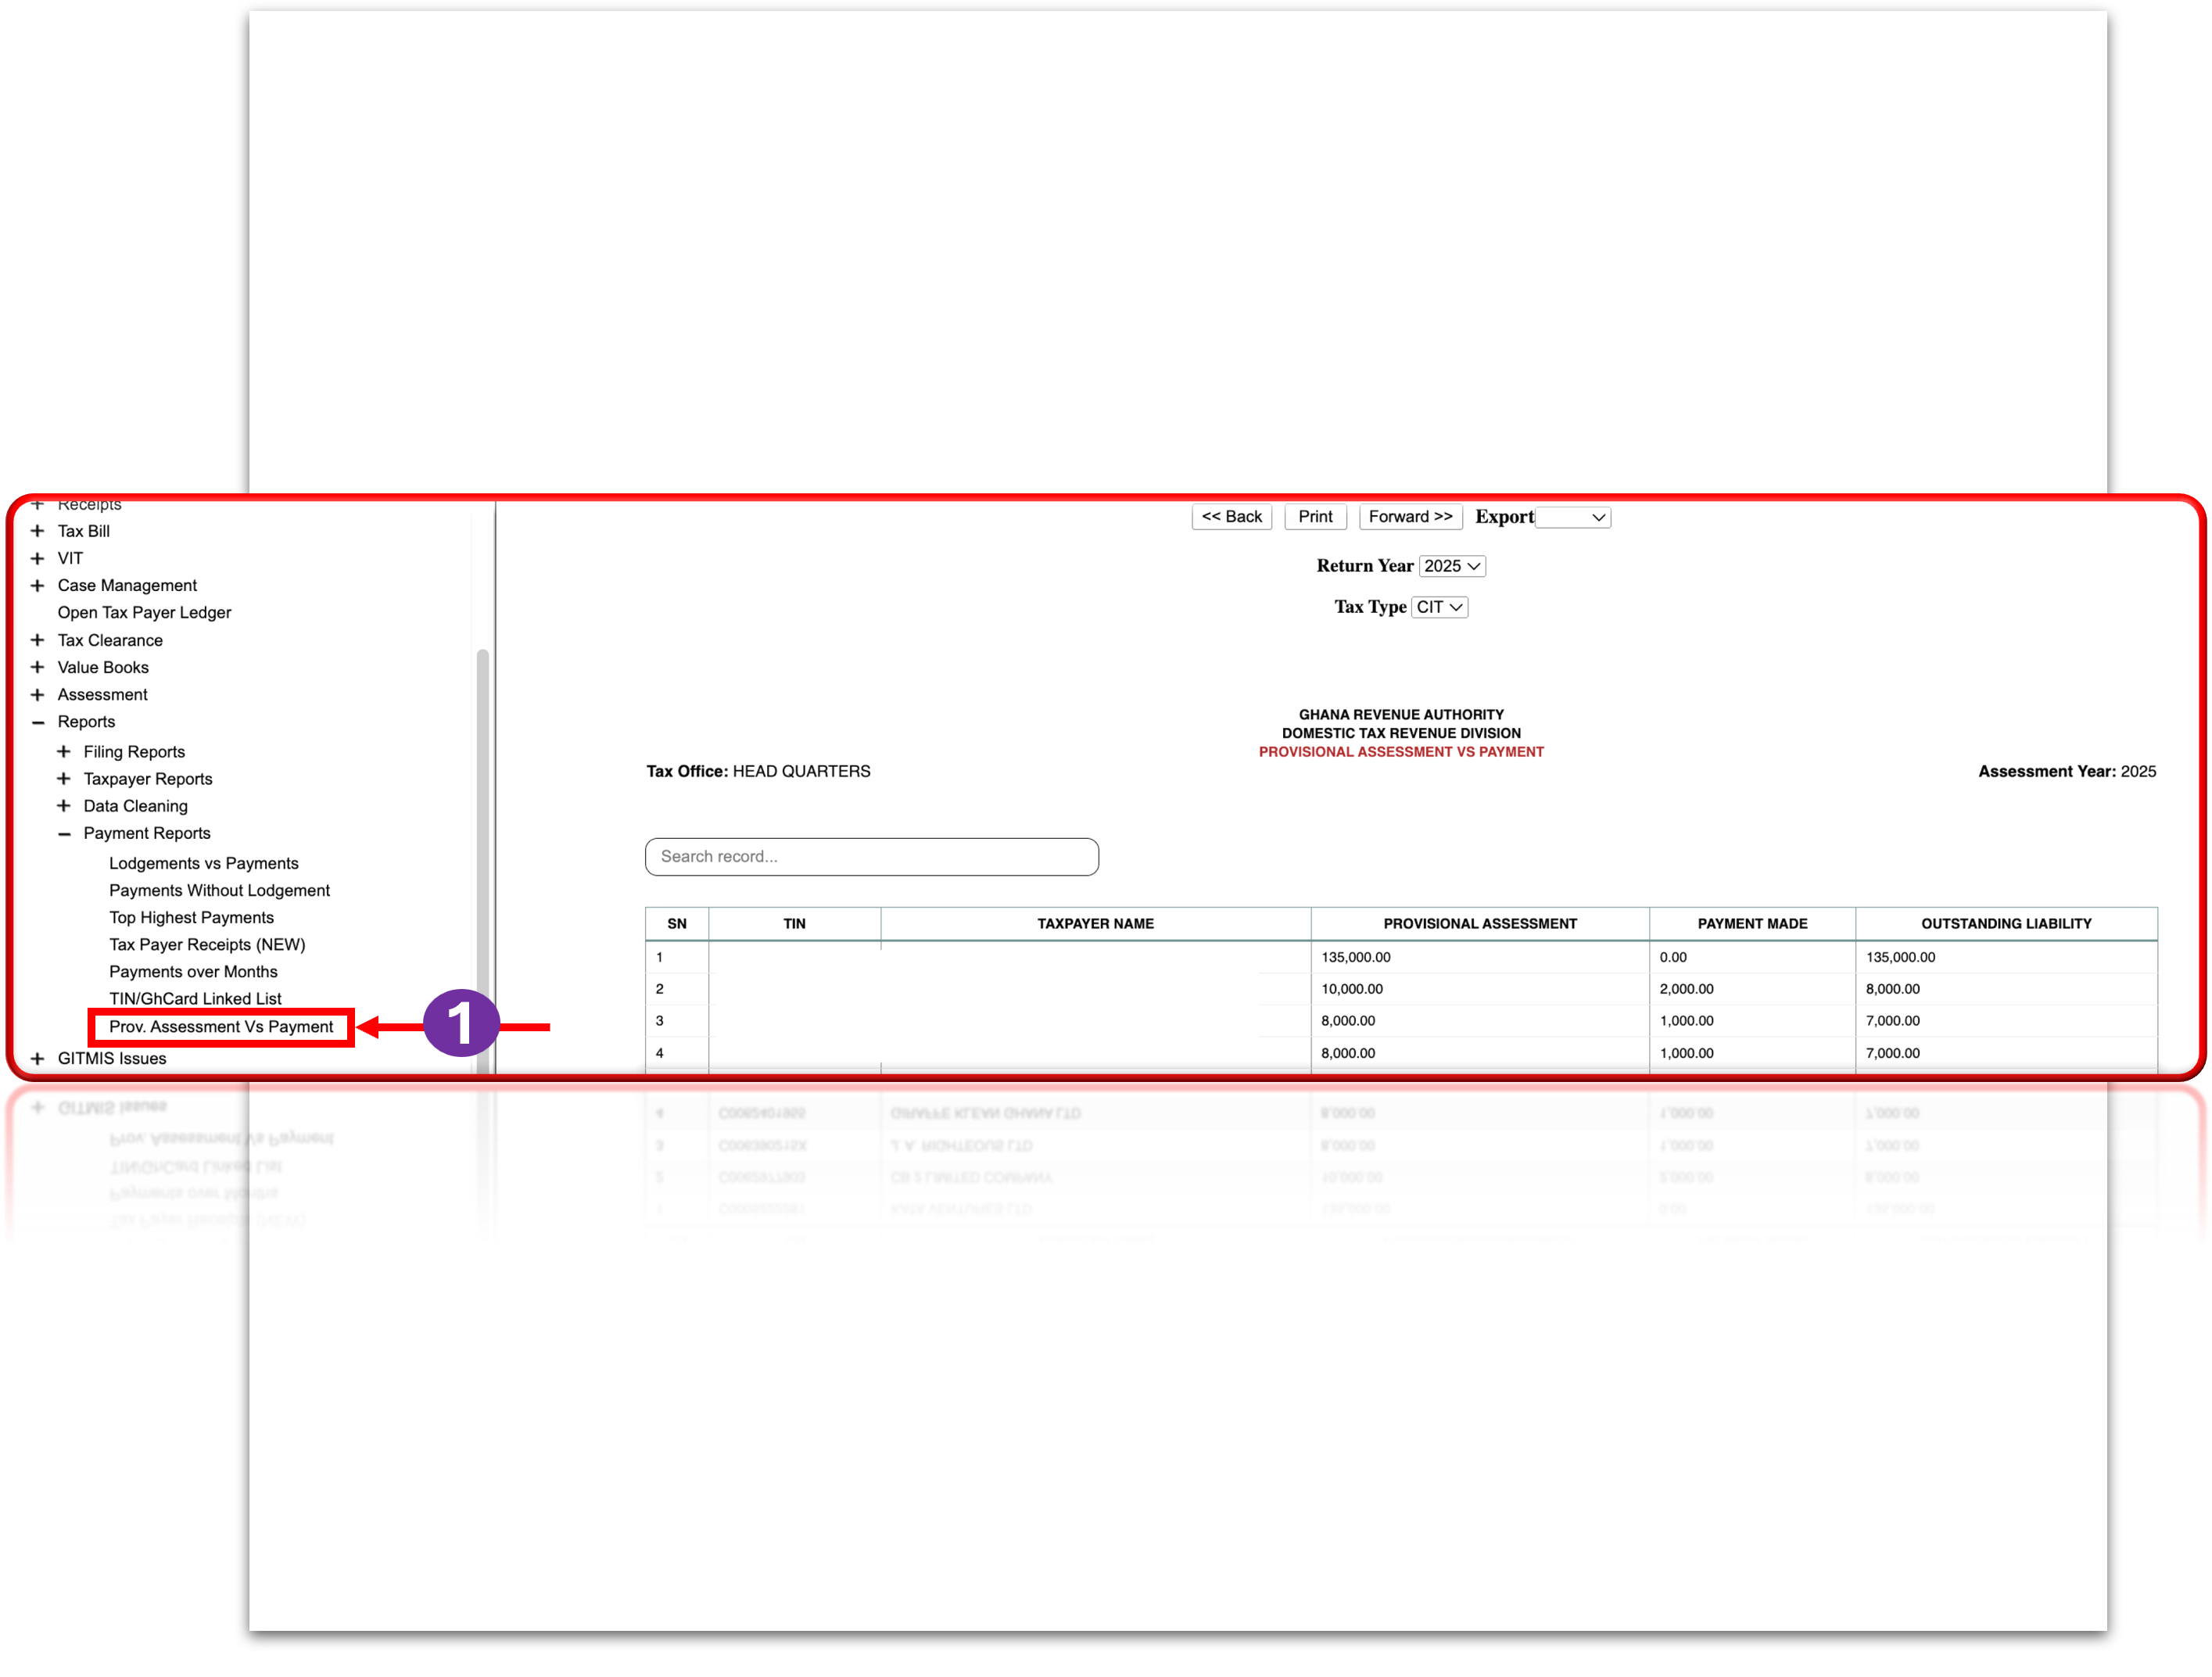 Receipts
Tax Bill
VIT
Case Management
Open Tax Payer Ledger
Tax Clearance
Value Books
Assessment
Reports
Filing Reports
Taxpayer Reports
Data Cleaning
Payment Reports
Lodgements vs Payments
Payments Without Lodgement
Top Highest Payments
Tax Payer Receipts (NEW)
Payments over Months
TIN/GhCard Linked List
Prov. Assessment Vs Payment
1
GITMIS Issues
<< Back Print Forward >> Export
Return Year 2025
Tax Type CIT
GHANA REVENUE AUTHORITY
DOMESTIC TAX REVENUE DIVISION
PROVISIONAL ASSESSMENT VS PAYMENT
Tax Office: HEAD QUARTERS Assessment Year: 2025
Search record...
SN TIN TAXPAYER NAME PROVISIONAL ASSESSMENT PAYMENT MADE OUTSTANDING LIABILITY
1 135,000.00 0.00 135,000.00
2 10,000.00 2,000.00 8,000.00
3 8,000.00 1,000.00 7,000.00
4 8,000.00 1,000.00 7,000.00